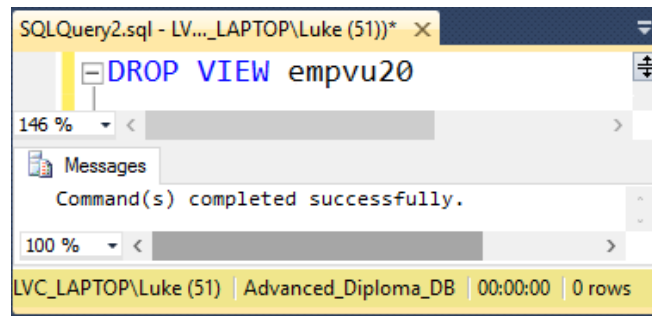 SQLQuery2.sql - LV..._LAPTOP\Luke (51))*
DROP VIEW empvu20
146 %
Messages
Command(s) completed successfully.
100 %
LVC_LAPTOP\Luke (51) Advanced_Diploma_DB 00:00:00 0 rows